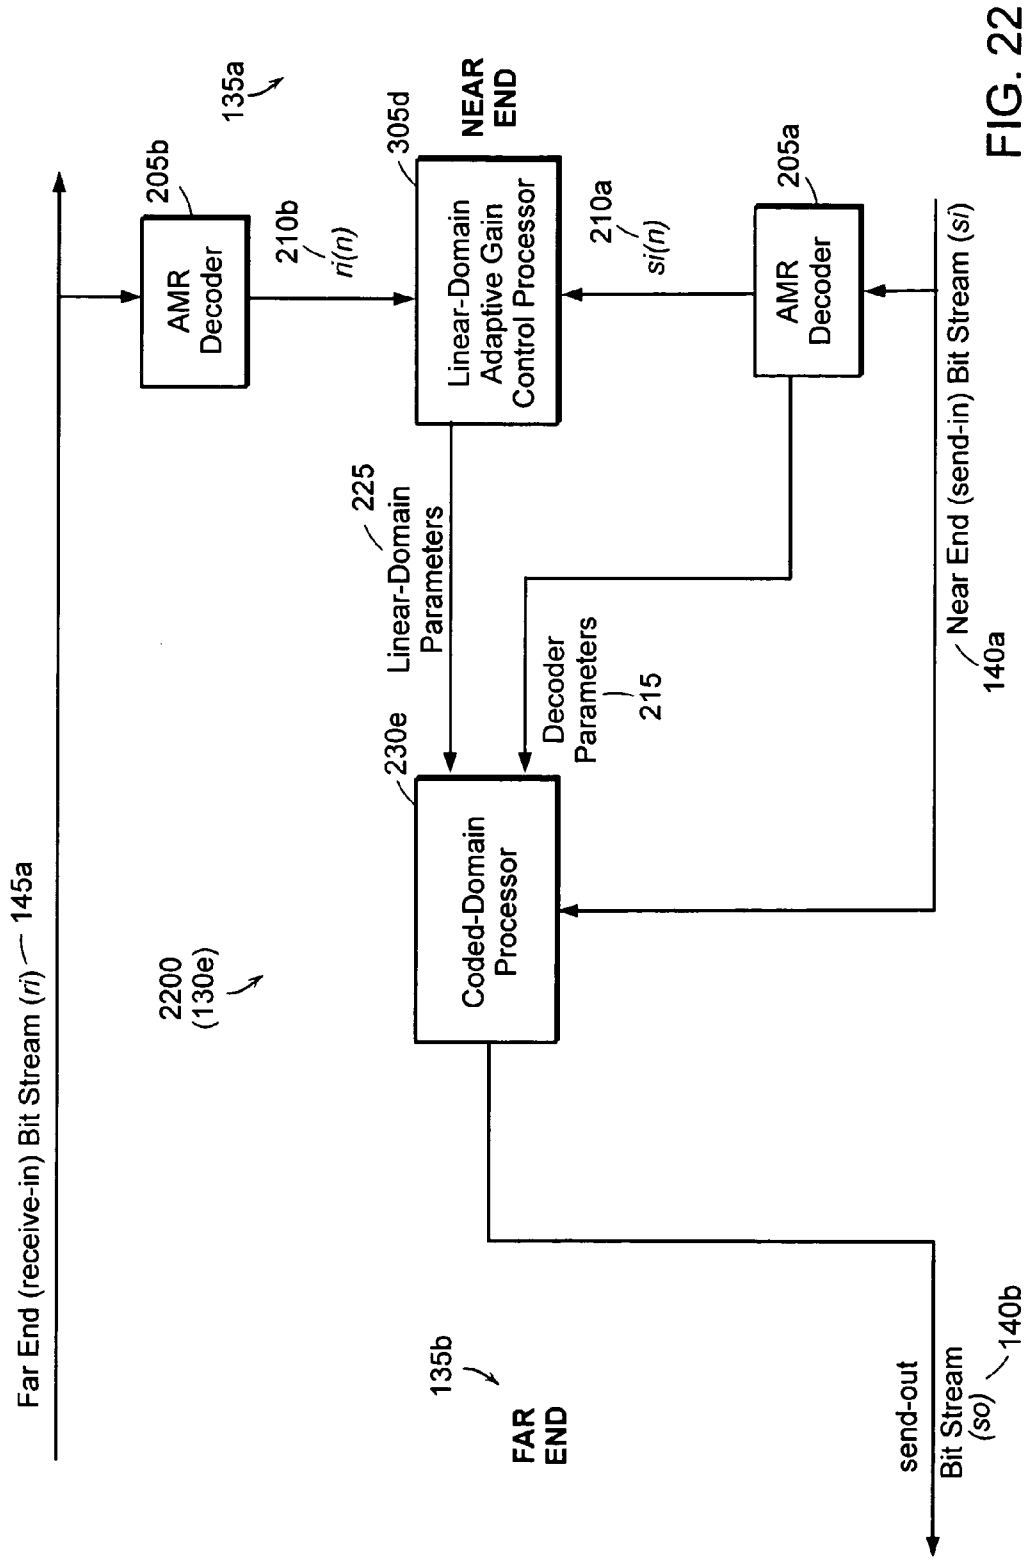 Far End (receive-in) Bit Stream (ri) 145a
2200
(130e)
135a
205b
AMR
Decoder
210b
ri(n)
305d
NEAR
END
Linear-Domain
Adaptive Gain
Control Processor
225
Linear-Domain
Parameters
230e
Coded-Domain
Processor
135b
FAR
END
Decoder
Parameters
215
210a
si(n)
205a
AMR
Decoder
Near End (send-in) Bit Stream (si)
140a
send-out
Bit Stream
(so)
140b
FIG. 22